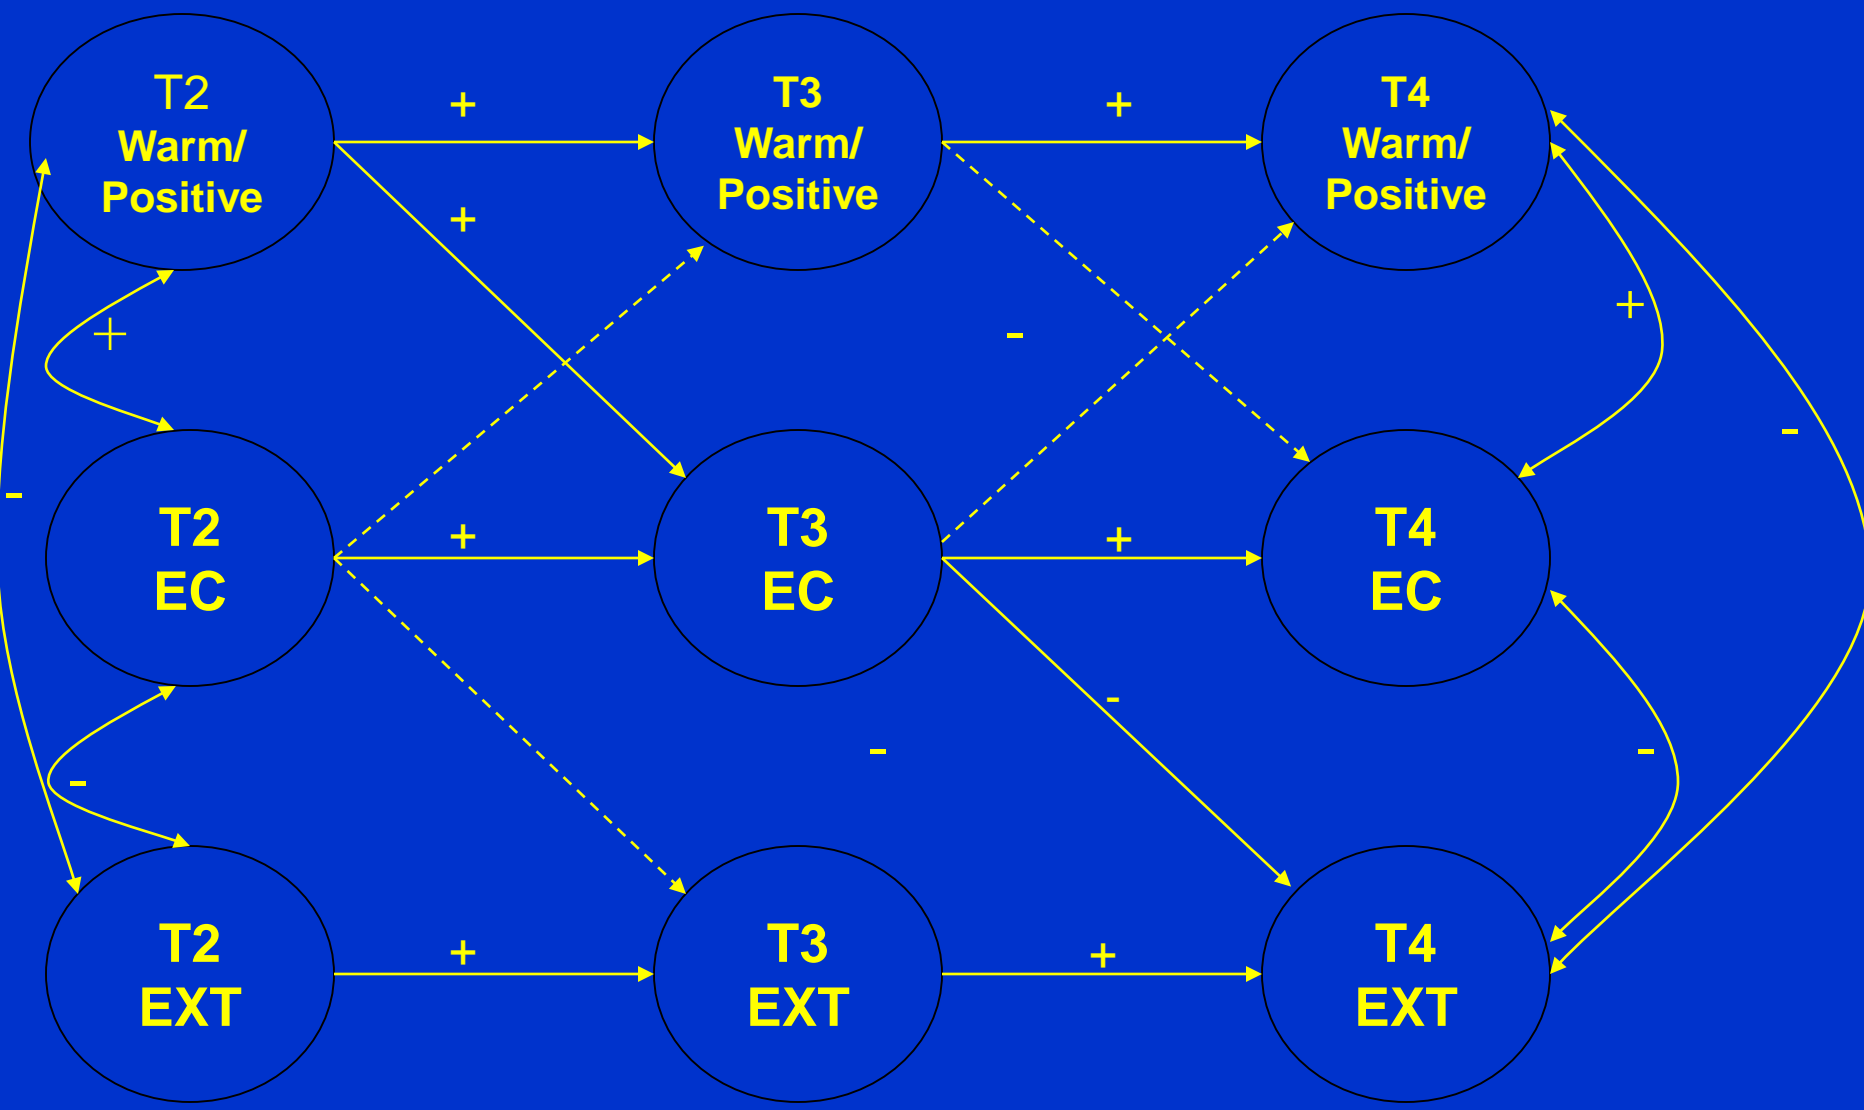 T2
Warm/
Positive
+
T3
Warm/
Positive
+
T4
Warm/
Positive
+
+
-
+
-
-
T2
EC
+
T3
EC
+
T4
EC
-
-
-
-
T2
EXT
+
T3
EXT
+
T4
EXT